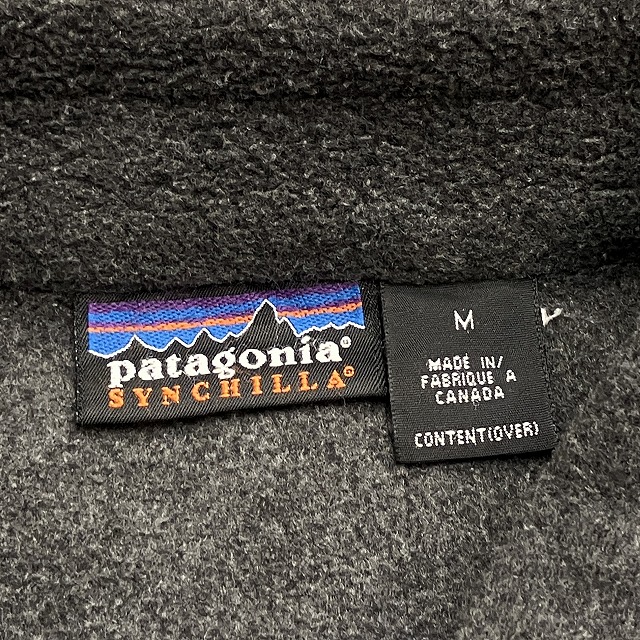 patagonia®
SYNCHILLA®
M
MADE IN/
FABRIQUE A
CANADA
CONTENT(OVER)